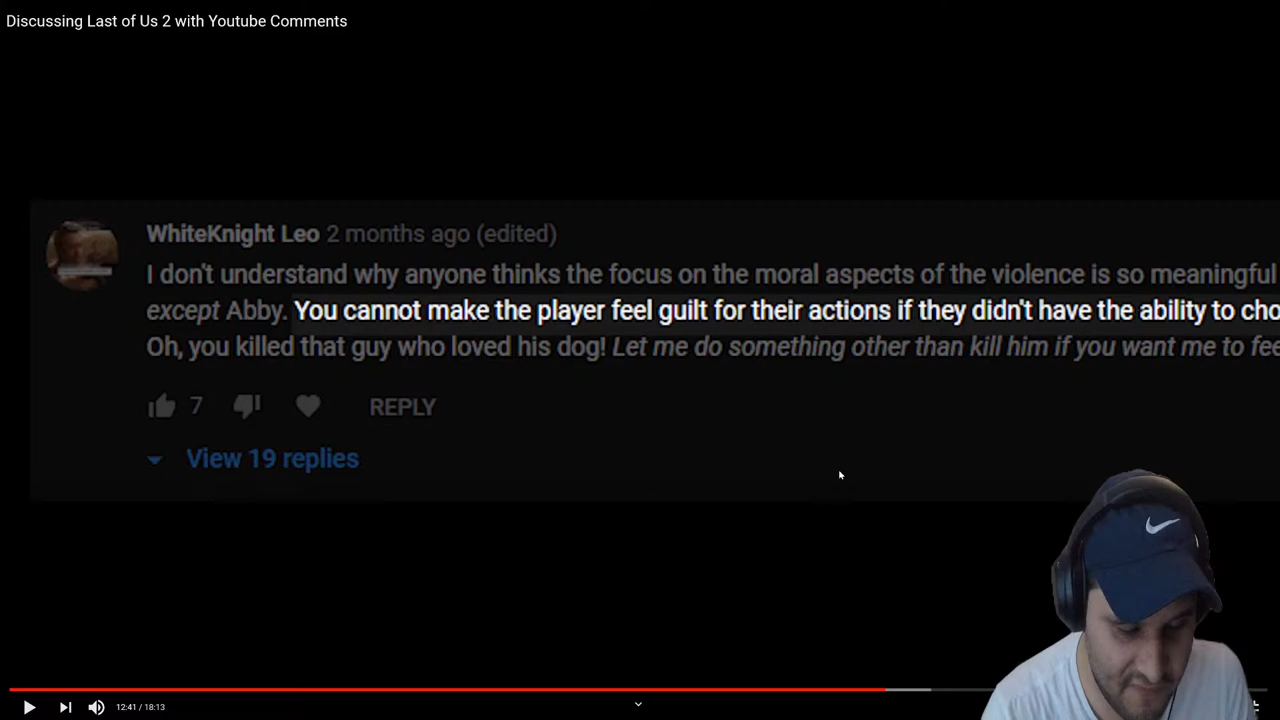 Discussing Last of Us 2 with Youtube Comments
WhiteKnight Leo 2 months ago (edited)
I don't understand why anyone thinks the focus on the moral aspects of the violence is so meaningful
except Abby. You cannot make the player feel guilt for their actions if they didn't have the ability to cho
Oh, you killed that guy who loved his dog! Let me do something other than kill him if you want me to fee
7 REPLY
View 19 replies
12:41 / 18:13